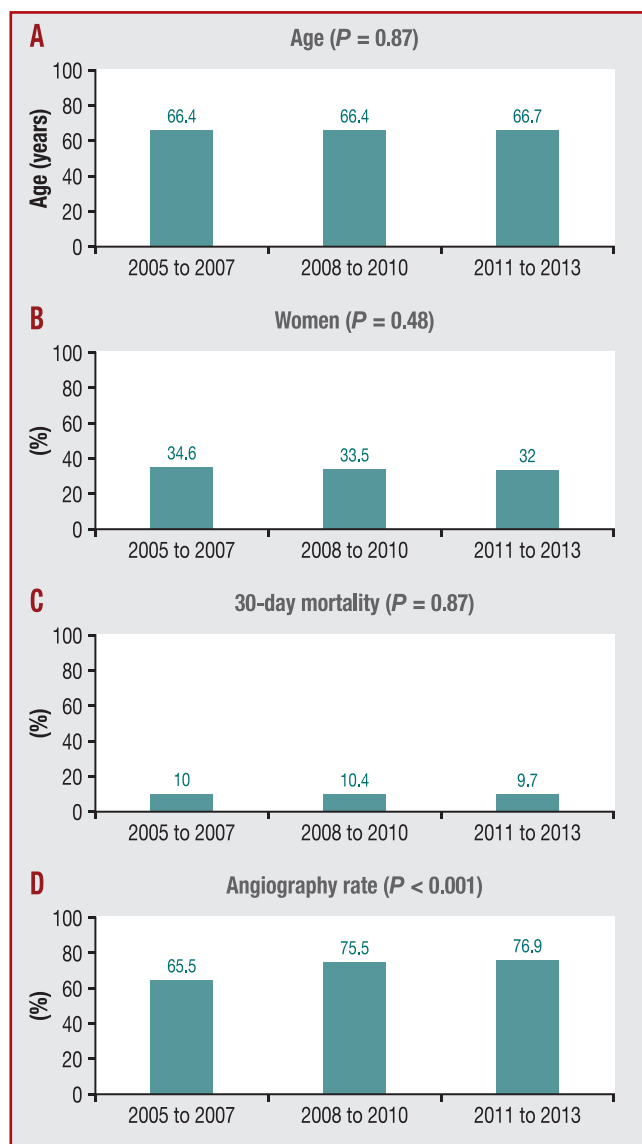 A
Age (P = 0.87)
Age (years)
100
80
60
40
20
0
66.4
66.4
66.7
2005 to 2007
2008 to 2010
2011 to 2013
B
Women (P = 0.48)
(%)
100
80
60
40
20
0
34.6
33.5
32
2005 to 2007
2008 to 2010
2011 to 2013
C
30-day mortality (P = 0.87)
(%)
100
80
60
40
20
0
10
10.4
9.7
2005 to 2007
2008 to 2010
2011 to 2013
D
Angiography rate (P < 0.001)
(%)
100
80
60
40
20
0
65.5
75.5
76.9
2005 to 2007
2008 to 2010
2011 to 2013